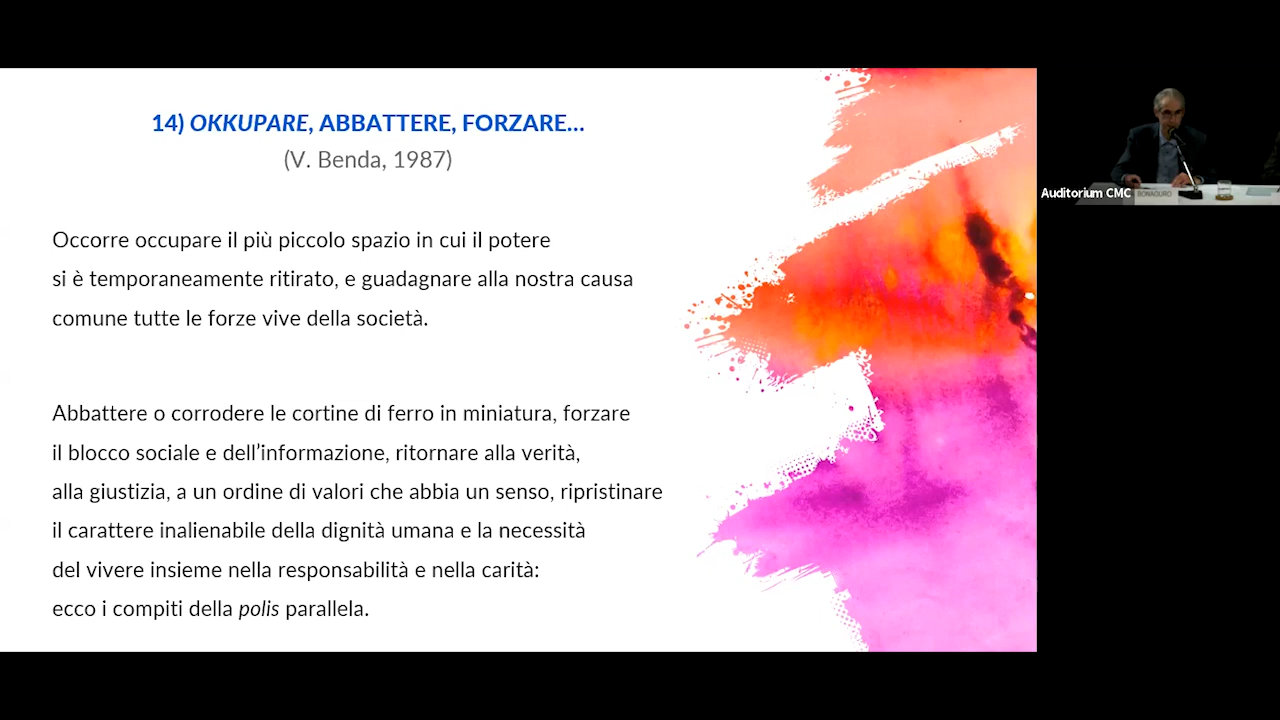 14) OKKUPARE, ABBATTERE, FORZARE...
(V. Benda, 1987)
Occorre occupare il più piccolo spazio in cui il potere
si è temporaneamente ritirato, e guadagnare alla nostra causa
comune tutte le forze vive della società.
Abbattere o corrodere le cortine di ferro in miniatura, forzare
il blocco sociale e dell’informazione, ritornare alla verità,
alla giustizia, a un ordine di valori che abbia un senso, ripristinare
il carattere inalienabile della dignità umana e la necessità
del vivere insieme nella responsabilità e nella carità:
ecco i compiti della polis parallela.
Auditorium CMC
BONAGURO